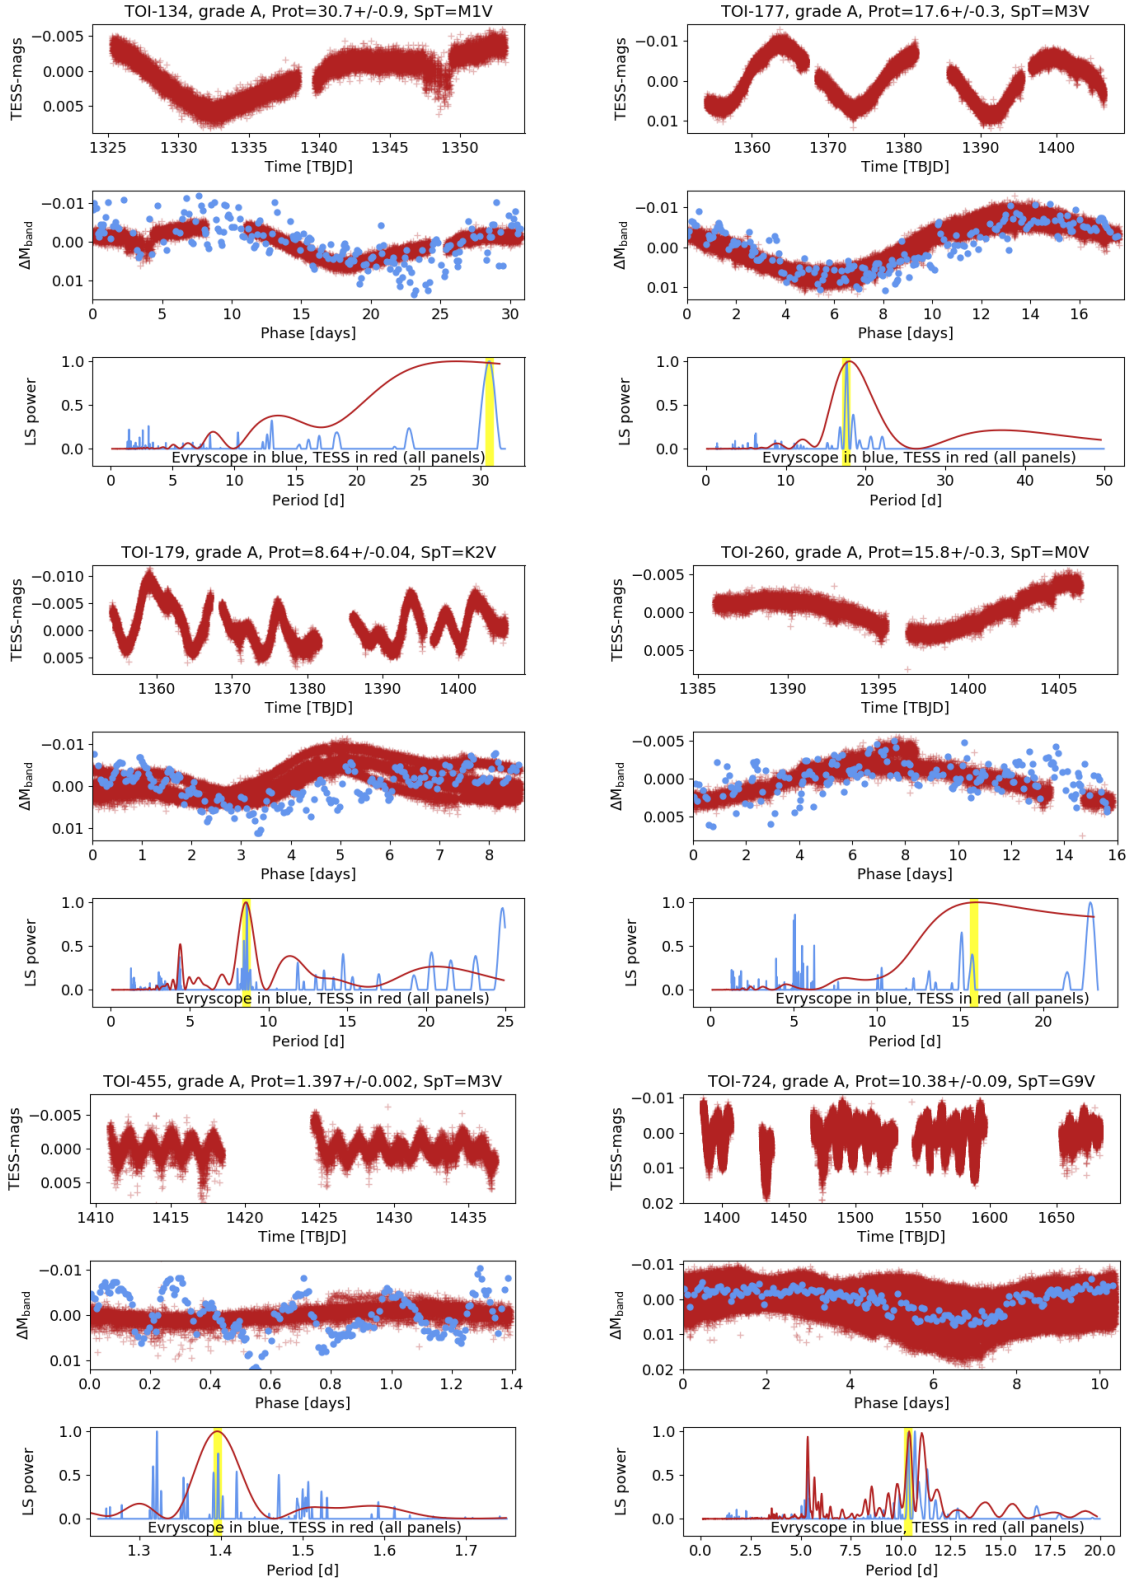 TOI-134, grade A, Prot=30.7+/-0.9, SpT=M1V
TESS-mags
−0.005
0.000
0.005
1325 1330 1335 1340 1345 1350
Time [TBJD]
ΔM_band
−0.01
0.00
0.01
0 5 10 15 20 25 30
Phase [days]
LS power
1.0
0.5
0.0
Evryscope in blue, TESS in red (all panels)
0 5 10 15 20 25 30
Period [d]
TOI-177, grade A, Prot=17.6+/-0.3, SpT=M3V
TESS-mags
−0.01
0.00
0.01
1360 1370 1380 1390 1400
Time [TBJD]
ΔM_band
−0.01
0.00
0.01
0 2 4 6 8 10 12 14 16
Phase [days]
LS power
1.0
0.5
0.0
Evryscope in blue, TESS in red (all panels)
0 10 20 30 40 50
Period [d]
TOI-179, grade A, Prot=8.64+/-0.04, SpT=K2V
TESS-mags
−0.010
−0.005
0.000
0.005
1360 1370 1380 1390 1400
Time [TBJD]
ΔM_band
−0.01
0.00
0.01
0 1 2 3 4 5 6 7 8
Phase [days]
LS power
1.0
0.5
0.0
Evryscope in blue, TESS in red (all panels)
0 5 10 15 20 25
Period [d]
TOI-260, grade A, Prot=15.8+/-0.3, SpT=M0V
TESS-mags
−0.005
0.000
0.005
1385 1390 1395 1400 1405
Time [TBJD]
ΔM_band
−0.005
0.000
0.005
0 2 4 6 8 10 12 14 16
Phase [days]
LS power
1.0
0.5
0.0
Evryscope in blue, TESS in red (all panels)
0 5 10 15 20
Period [d]
TOI-455, grade A, Prot=1.397+/-0.002, SpT=M3V
TESS-mags
−0.005
0.000
0.005
1410 1415 1420 1425 1430 1435
Time [TBJD]
ΔM_band
−0.01
0.00
0.01
0.0 0.2 0.4 0.6 0.8 1.0 1.2 1.4
Phase [days]
LS power
1.0
0.5
0.0
Evryscope in blue, TESS in red (all panels)
1.3 1.4 1.5 1.6 1.7
Period [d]
TOI-724, grade A, Prot=10.38+/-0.09, SpT=G9V
TESS-mags
−0.01
0.00
0.01
0.02
1400 1450 1500 1550 1600 1650
Time [TBJD]
ΔM_band
−0.01
0.00
0.01
0.02
0 2 4 6 8 10
Phase [days]
LS power
1.0
0.5
0.0
Evryscope in blue, TESS in red (all panels)
0.0 2.5 5.0 7.5 10.0 12.5 15.0 17.5 20.0
Period [d]